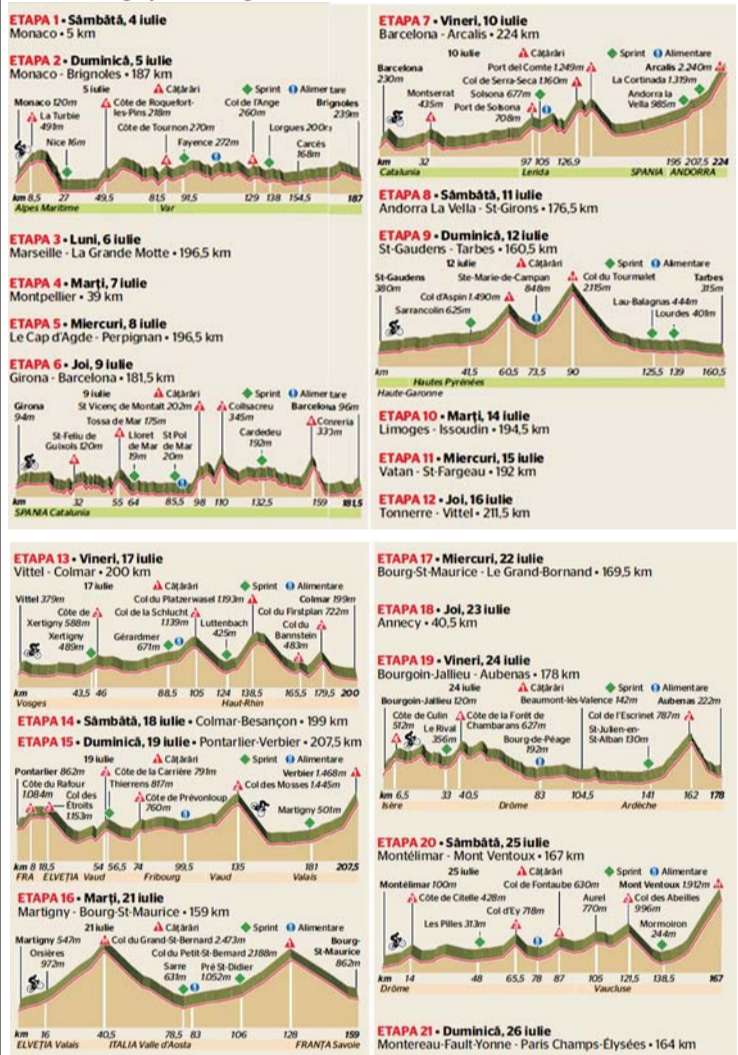 ETAPA 1 • Sâmbătă, 4 iulie
Monaco • 5 km
ETAPA 2 • Duminică, 5 iulie
Monaco - Brignoles • 187 km
5 iulie Cățărări Sprint Alimentare
Monaco 120m
La Turbie 491m
Nice 16m
Côte de Roquefort-les-Pins 218m
Côte de Tournon 270m
Fayence 272m
Col de l'Ange 260m
Lorgues 200m
Carcès 168m
Brignoles 239m
km 8,5 27 49,5 81,5 91,5 129 138 154,5 187
Alpes Maritime Var
ETAPA 3 • Luni, 6 iulie
Marseille - La Grande Motte • 196,5 km
ETAPA 4 • Marți, 7 iulie
Montpellier • 39 km
ETAPA 5 • Miercuri, 8 iulie
Le Cap d'Agde - Perpignan • 196,5 km
ETAPA 6 • Joi, 9 iulie
Girona - Barcelona • 181,5 km
9 iulie Cățărări Sprint Alimentare
Girona 94m
St-Feliu de Guixols 120m
Tossa de Mar 175m
Lloret de Mar 19m
St Pol de Mar 20m
St Vicenç de Montalt 202m
Collsacreu 345m
Cardedeu 192m
Conreria
Barcelona 96m
km 32 55 64 85,5 98 110 132,5 159 181,5
SPANIA Catalunia
ETAPA 7 • Vineri, 10 iulie
Barcelona - Arcalis • 224 km
10 iulie Cățărări Sprint Alimentare
Barcelona 230m
Montserrat 435m
Solsona 677m
Port de Solsona 708m
Col de Serra-Seca 1.160m
Port del Comte 1.249m
Andorra la Vella 985m
La Cortinada 1.319m
Arcalis 2.240m
km 32 97 105 126,9 195 207,5 224
Catalunia Lerida SPANIA ANDORRA
ETAPA 8 • Sâmbătă, 11 iulie
Andorra La Vella - St-Girons • 176,5 km
ETAPA 9 • Duminică, 12 iulie
St-Gaudens - Tarbes • 160,5 km
12 iulie Cățărări Sprint Alimentare
St-Gaudens 380m
Sarrancolin 625m
Col d'Aspin 1.490m
Ste-Marie-de-Campan 848m
Col du Tourmalet 2.115m
Lau-Balagnas 444m
Lourdes 401m
Tarbes 315m
km 41,5 60,5 73,5 90 125,5 139 160,5
Hautes Pyrénées
Haute-Garonne
ETAPA 10 • Marți, 14 iulie
Limoges - Issoudin • 194,5 km
ETAPA 11 • Miercuri, 15 iulie
Vatan - St-Fargeau • 192 km
ETAPA 12 • Joi, 16 iulie
Tonnerre - Vittel • 211,5 km
ETAPA 13 • Vineri, 17 iulie
Vittel - Colmar • 200 km
17 iulie Cățărări Sprint Alimentare
Vittel 379m
Côte de Xertigny 588m
Xertigny 489m
Gérardmer 671m
Col de la Schlucht 1.139m
Luttenbach 425m
Col du Platzerwasel 1.193m
Col du Bannstein 483m
Col du Firstplan 722m
Colmar 199m
km 43,5 46 88,5 105 124 138,5 165,5 179,5 200
Vosges Haut-Rhin
ETAPA 14 • Sâmbătă, 18 iulie • Colmar-Besançon • 199 km
ETAPA 15 • Duminică, 19 iulie • Pontarlier-Verbier • 207,5 km
19 iulie Cățărări Sprint Alimentare
Pontarlier 862m
Côte du Rafour 1.084m
Col des Étroits 1.153m
Côte de la Carrière 791m
Thierrens 817m
Côte de Prévonloup 760m
Col des Mosses 1.445m
Martigny 501m
Verbier 1.468m
km 8 18,5 54 56,5 74 99,5 135 181 207,5
FRA ELVEȚIA Vaud Fribourg Vaud Valais
ETAPA 16 • Marți, 21 iulie
Martigny - Bourg-St-Maurice • 159 km
21 iulie Cățărări Sprint Alimentare
Martigny 547m
Orsières 972m
Col du Grand-St-Bernard 2.473m
Sarre 631m
Pré St-Didier 1.052m
Col du Petit-St-Bernard 2.188m
Bourg-St-Maurice 862m
km 16 40,5 78,5 83 106 128 159
ELVEȚIA Valais ITALIA Valle d'Aosta FRANȚA Savoie
ETAPA 17 • Miercuri, 22 iulie
Bourg-St-Maurice - Le Grand-Bornand • 169,5 km
ETAPA 18 • Joi, 23 iulie
Annecy • 40,5 km
ETAPA 19 • Vineri, 24 iulie
Bourgoin-Jallieu - Aubenas • 178 km
24 iulie Cățărări Sprint Alimentare
Bourgoin-Jallieu 120m
Côte de Culin 512m
Le Rival 356m
Côte de la Forêt de Chambarans 627m
Bourg-de-Péage 192m
Beaumont-lès-Valence 142m
St-Julien-en-St-Alban 130m
Col de l'Escrinet 787m
Aubenas 222m
km 6,5 33 40,5 83 104,5 141 162 178
Isère Drôme Ardèche
ETAPA 20 • Sâmbătă, 25 iulie
Montélimar - Mont Ventoux • 167 km
25 iulie Cățărări Sprint Alimentare
Montélimar 100m
Côte de Citelle 428m
Les Pilles 313m
Col d'Ey 718m
Col de Fontaube 630m
Aurel 770m
Col des Abeilles 996m
Mormoiron 244m
Mont Ventoux 1.912m
km 14 48 65,5 78 87 105 121,5 138,5 167
Drôme Vaucluse
ETAPA 21 • Duminică, 26 iulie
Montereau-Fault-Yonne - Paris Champs-Élysées • 164 km